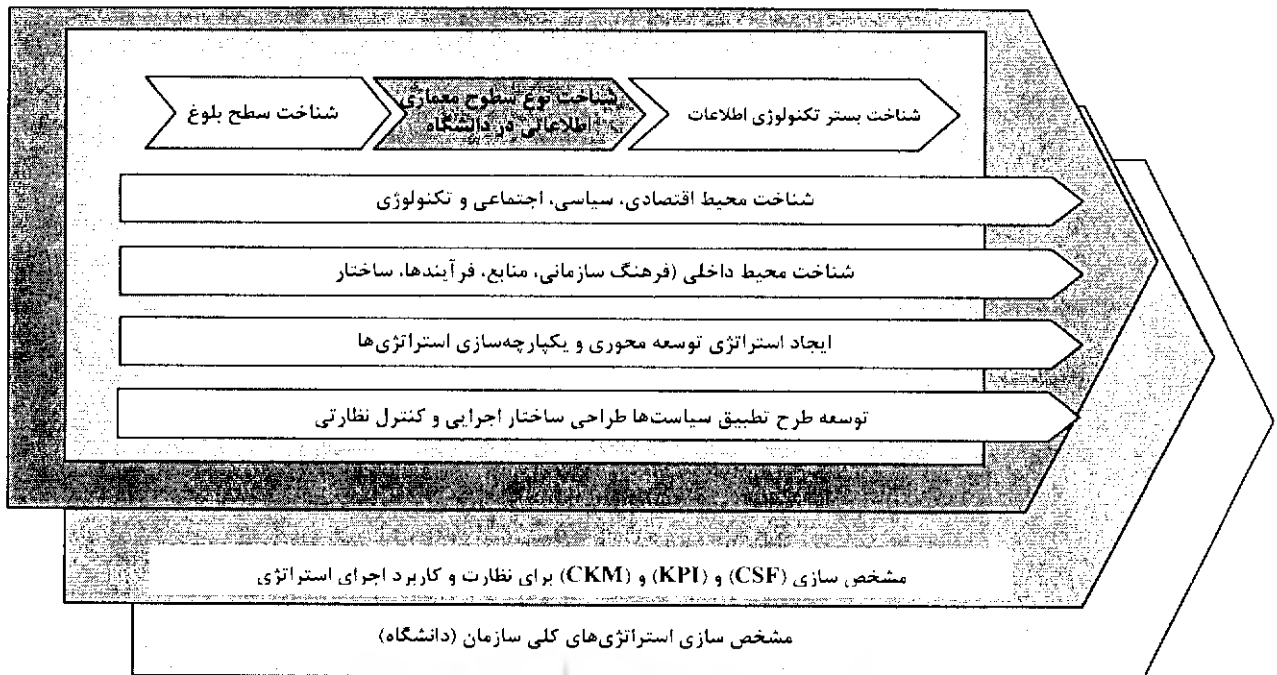 شناخت سطح بلوغ
شناخت نوع سطوح معماری
اطلاعاتی در دانشگاه
شناخت بستر تکنولوژی اطلاعات
شناخت محیط اقتصادی، سیاسی، اجتماعی و تکنولوژی
شناخت محیط داخلی (فرهنگ سازمانی، منابع، فرآیندها، ساختار
ایجاد استراتژی توسعه محوری و یکپارچه‌سازی استراتژی‌ها
توسعه طرح تطبیق سیاست‌ها طراحی ساختار اجرایی و کنترل نظارتی
مشخص سازی (CSF) و (KPI) و (CKM) برای نظارت و کاربرد اجرای استراتژی
مشخص سازی استراتژی‌های کلی سازمان (دانشگاه)